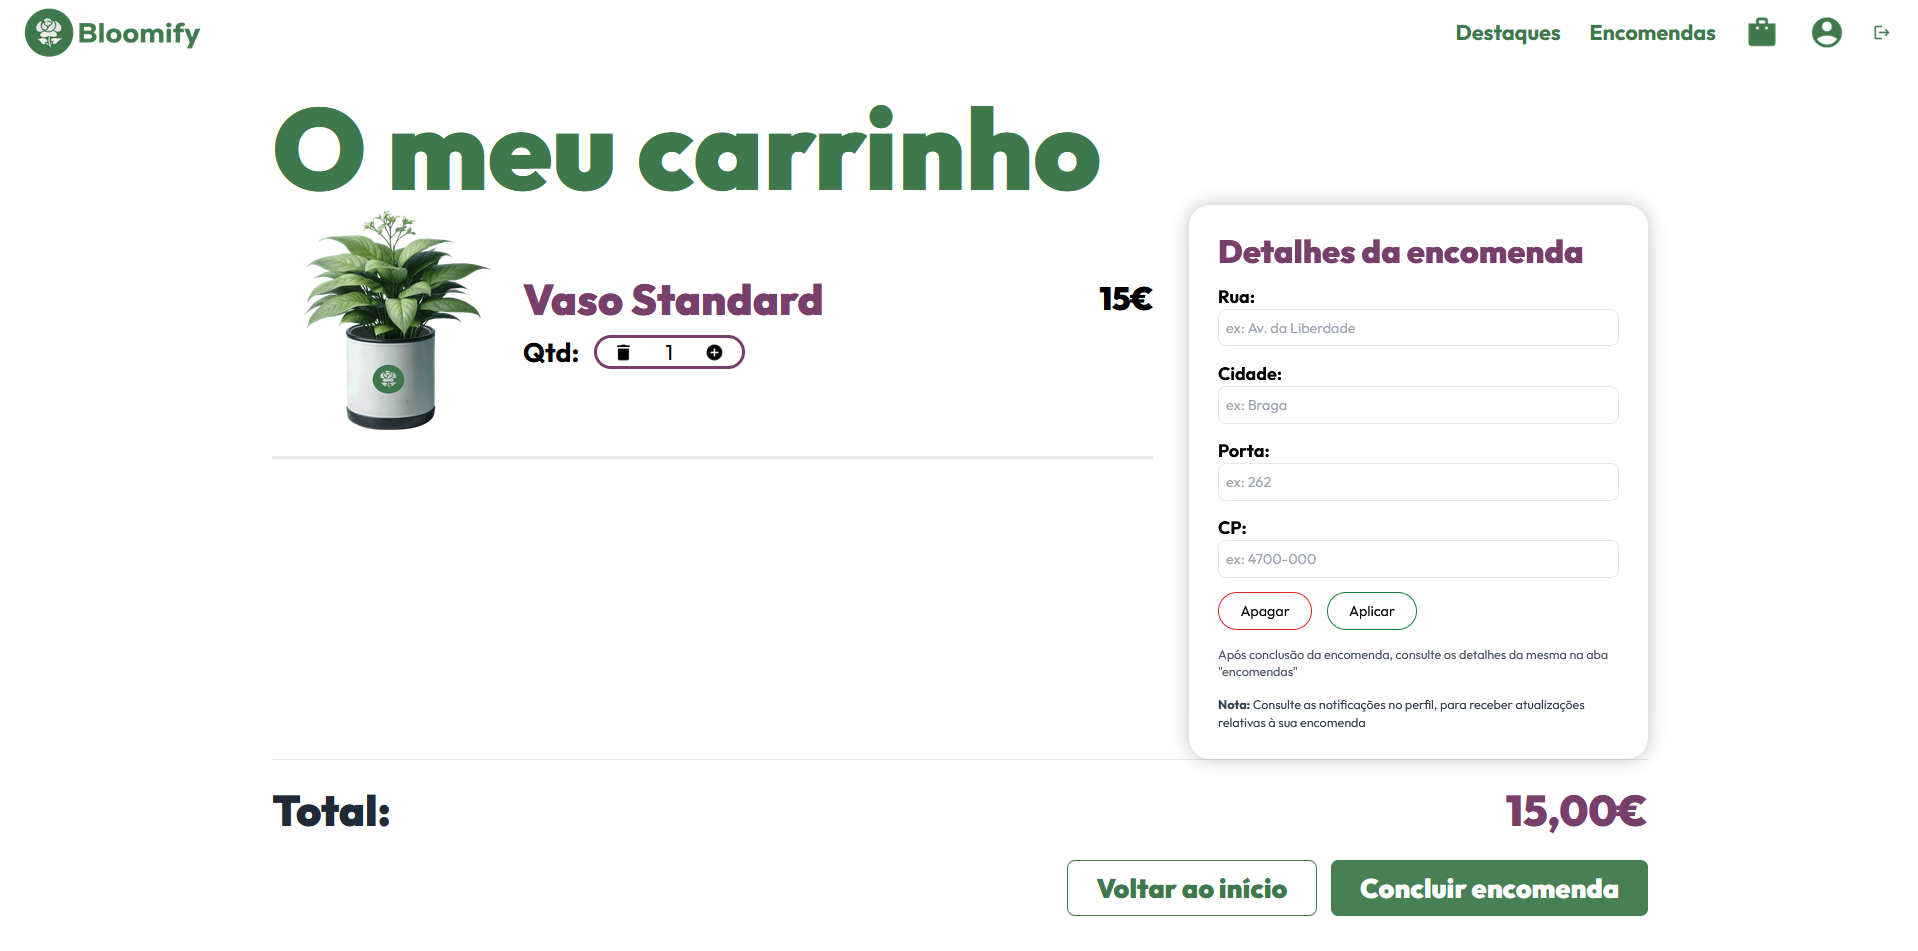 Bloomify
Destaques
Encomendas
O meu carrinho
Vaso Standard
15€
Qtd:
1
Detalhes da encomenda
Rua:
ex: Av. da Liberdade
Cidade:
ex: Braga
Porta:
ex: 262
CP:
ex: 4700-000
Apagar
Aplicar
Após conclusão da encomenda, consulte os detalhes da mesma na aba
"encomendas"
Nota: Consulte as notificações no perfil, para receber atualizações
relativas à sua encomenda
Total:
15,00€
Voltar ao início
Concluir encomenda